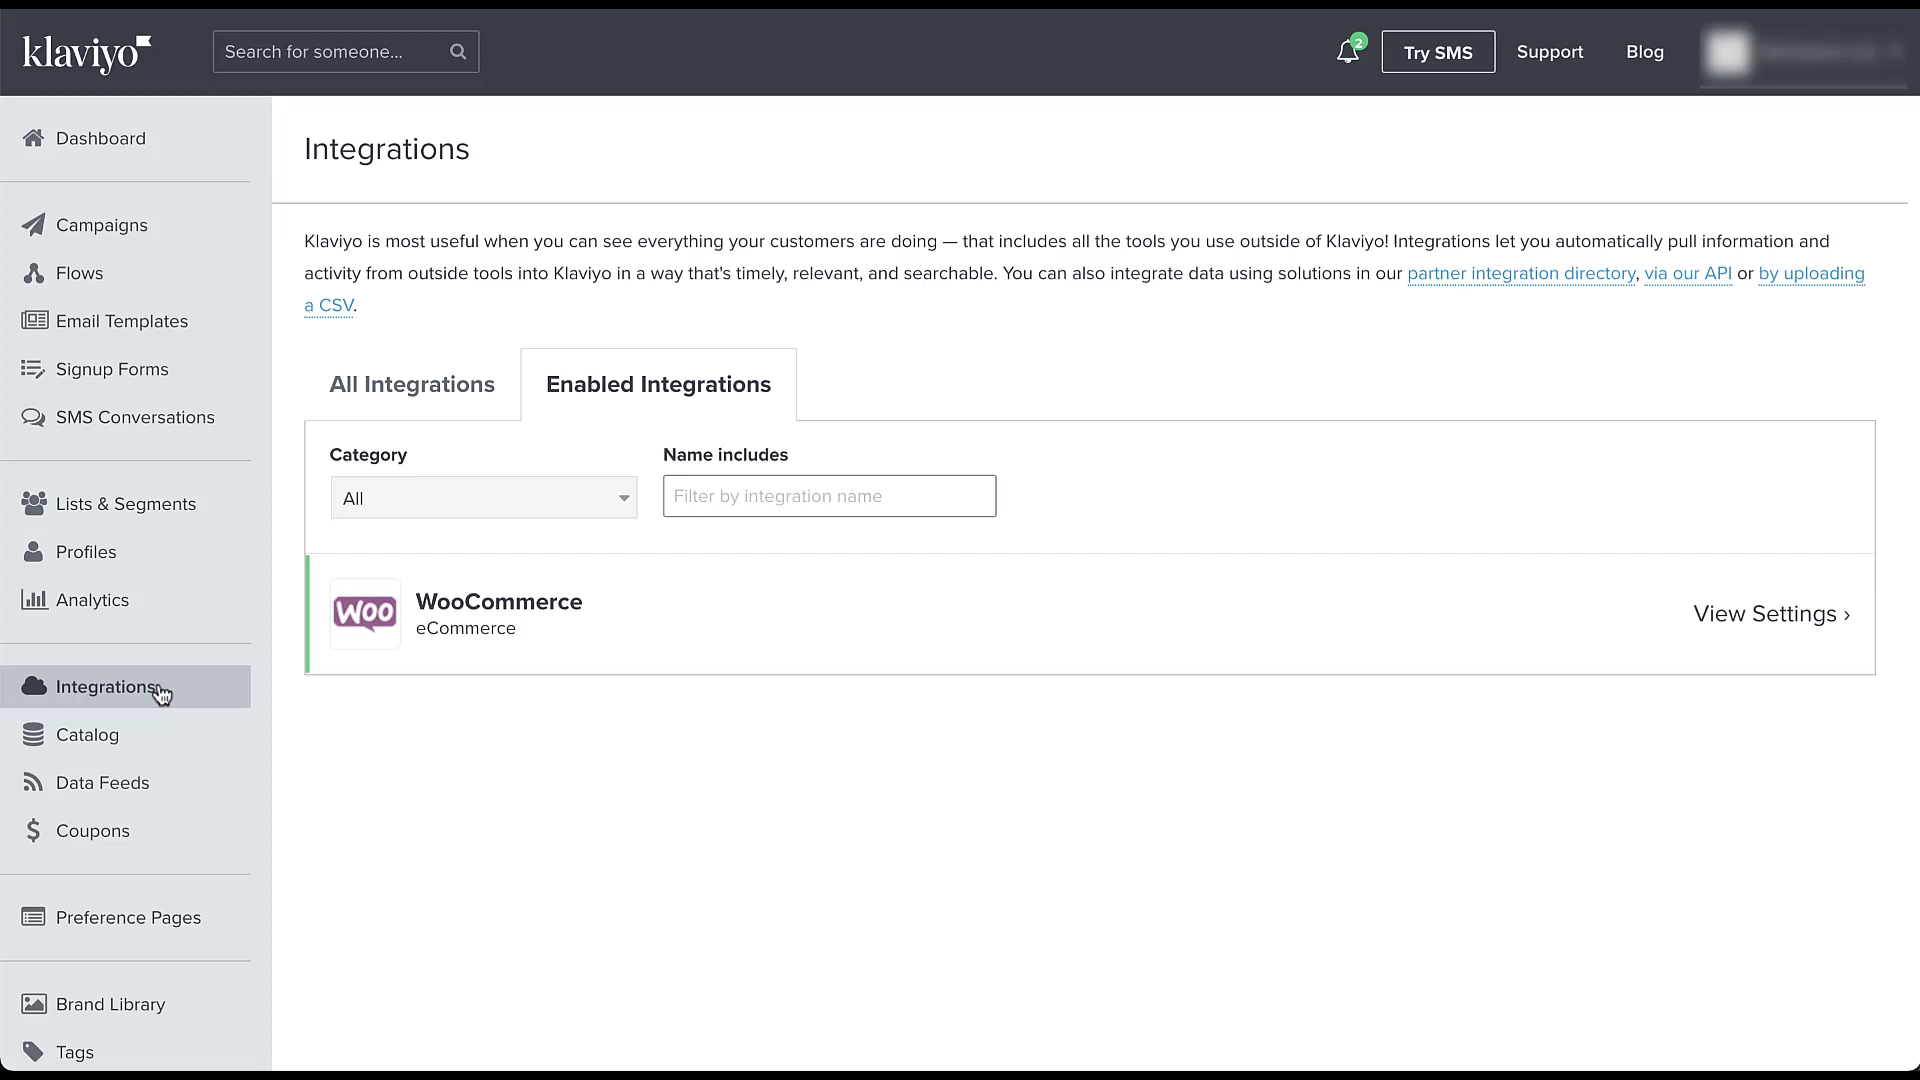 klaviyo
Search for someone...
2
Try SMS
Support
Blog
Dashboard
Campaigns
Flows
Email Templates
Signup Forms
SMS Conversations
Lists & Segments
Profiles
Analytics
Integrations
Catalog
Data Feeds
Coupons
Preference Pages
Brand Library
Tags
Integrations
Klaviyo is most useful when you can see everything your customers are doing — that includes all the tools you use outside of Klaviyo! Integrations let you automatically pull information and
activity from outside tools into Klaviyo in a way that's timely, relevant, and searchable. You can also integrate data using solutions in our partner integration directory, via our API or by uploading
a CSV.
All Integrations
Enabled Integrations
Category
Name includes
All
Filter by integration name
WOO
WooCommerce
eCommerce
View Settings ›